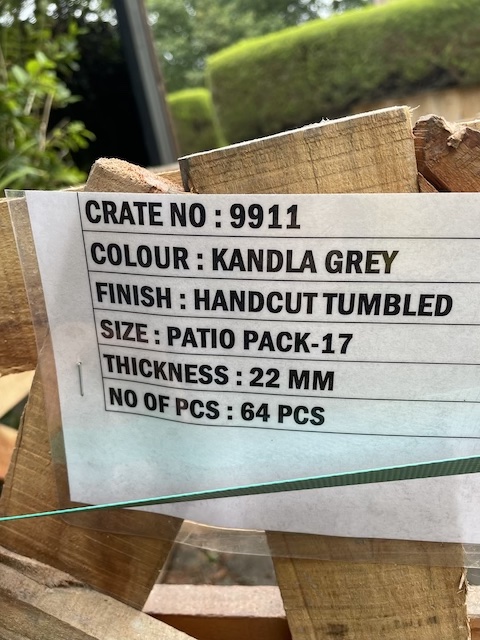 CRATE NO : 9911
COLOUR : KANDLA GREY
FINISH : HANDCUT TUMBLED
SIZE : PATIO PACK-17
THICKNESS : 22 MM
NO OF PCS : 64 PCS